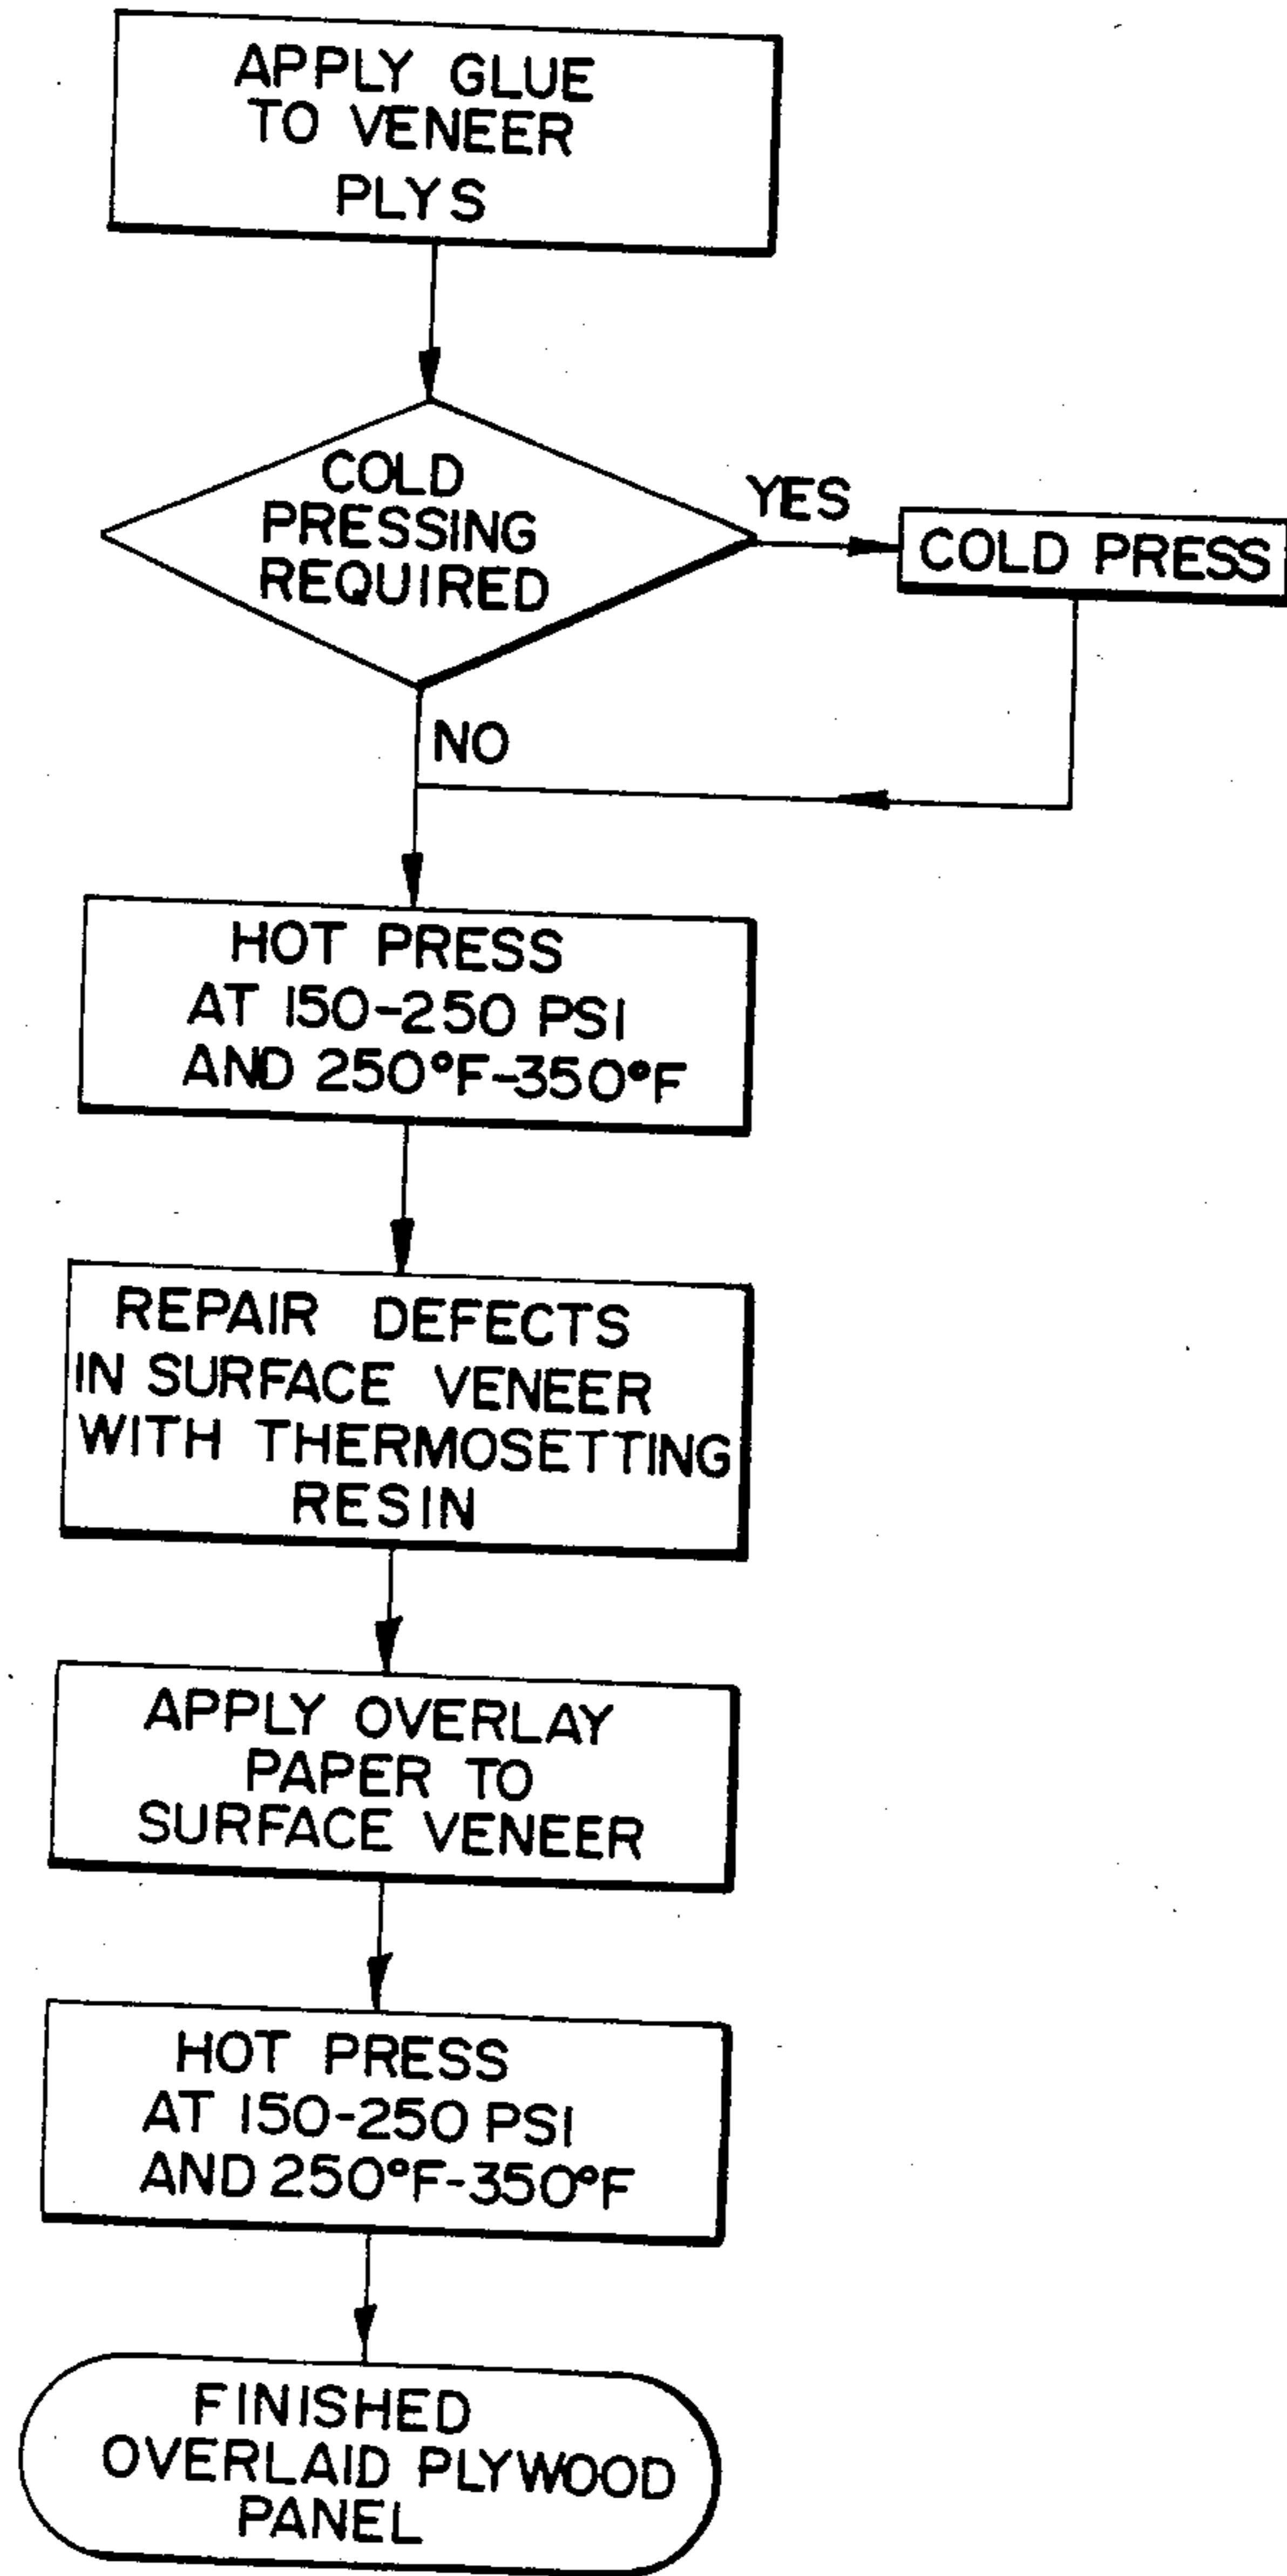 APPLY GLUE
TO VENEER
PLYS
COLD
PRESSING
REQUIRED
YES
COLD PRESS
NO
HOT PRESS
AT 150-250 PSI
AND 250°F-350°F
REPAIR DEFECTS
IN SURFACE VENEER
WITH THERMOSETTING
RESIN
APPLY OVERLAY
PAPER TO
SURFACE VENEER
HOT PRESS
AT 150-250 PSI
AND 250°F-350°F
FINISHED
OVERLAID PLYWOOD
PANEL